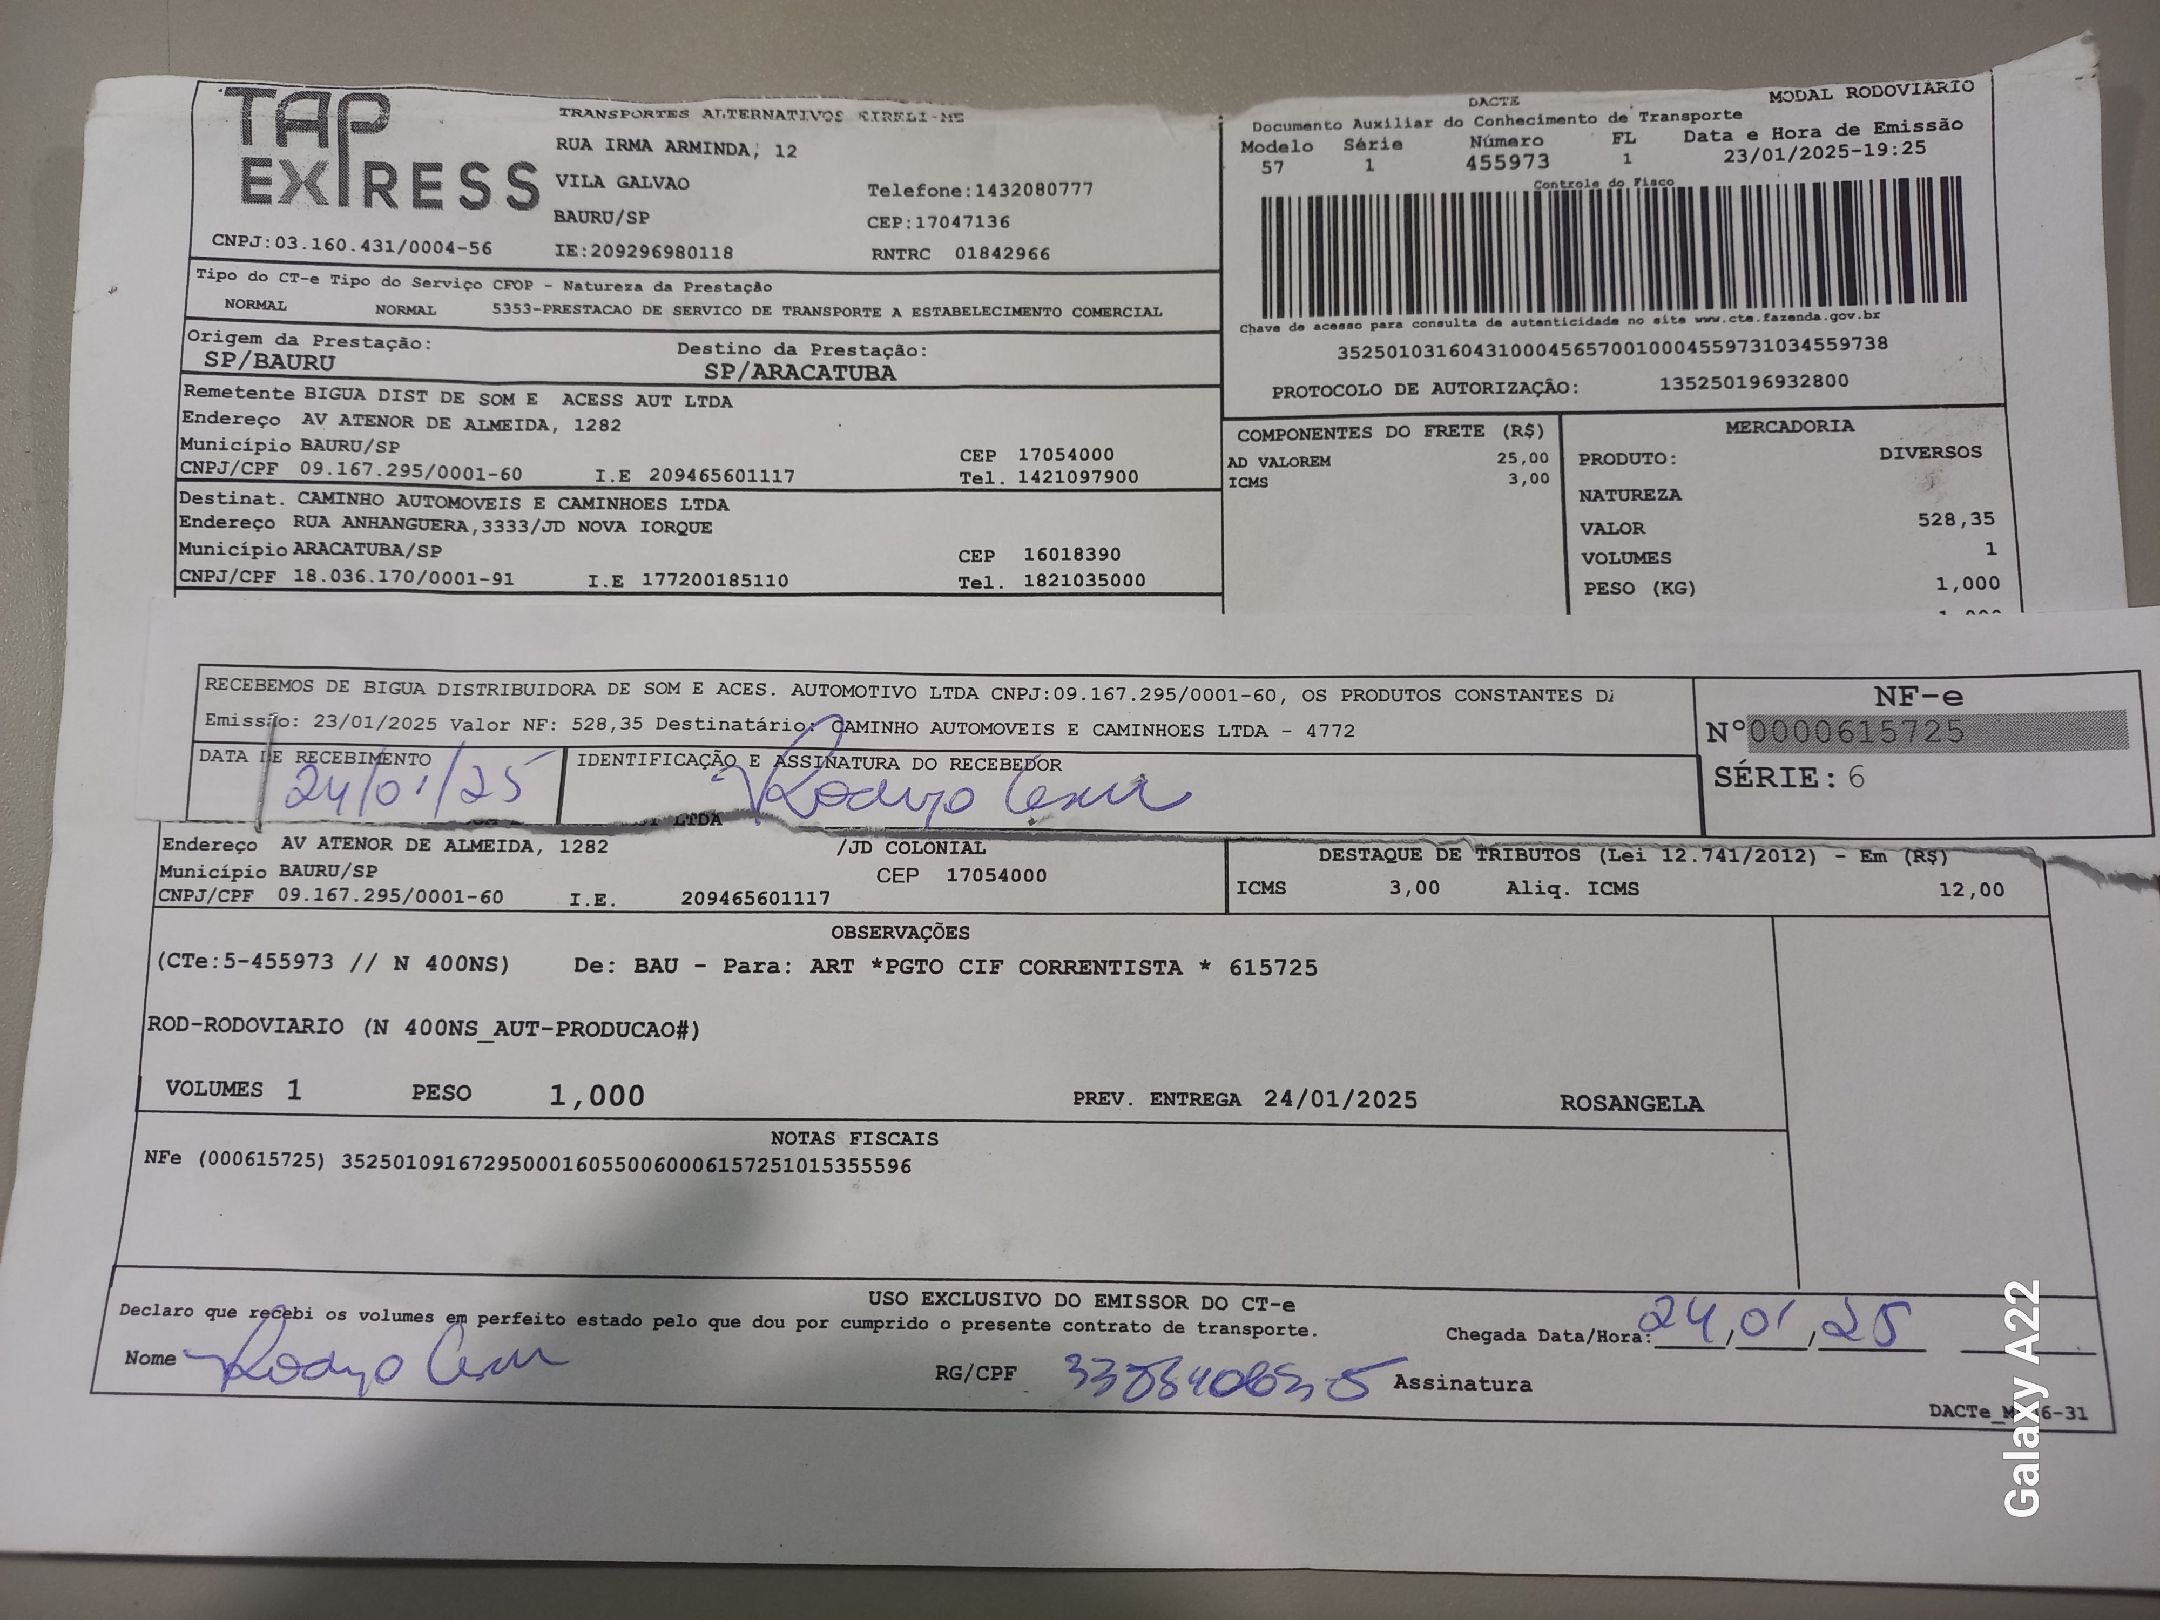 TAP
EXPRESS
TRANSPORTES ALTERNATIVOS EIRELI-ME
RUA IRMA ARMINDA, 12
VILA GALVAO
Telefone:1432080777
BAURU/SP
CEP:17047136
CNPJ:03.160.431/0004-56
IE:209296980118
RNTRC 01842966
DACTE
MODAL RODOVIARIO
Documento Auxiliar do Conhecimento de Transporte
Modelo Série Número FL Data e Hora de Emissão
57 1 455973 1 23/01/2025-19:25
Controle do Fisco
Chave de acesso para consulta de autenticidade no site www.cte.fazenda.gov.br
35250103160431000456570010004559731034559738
PROTOCOLO DE AUTORIZAÇÃO: 135250196932800
Tipo do CT-e Tipo do Serviço CFOP - Natureza da Prestação
NORMAL NORMAL 5353-PRESTACAO DE SERVICO DE TRANSPORTE A ESTABELECIMENTO COMERCIAL
Origem da Prestação: Destino da Prestação:
SP/BAURU SP/ARACATUBA
Remetente BIGUA DIST DE SOM E ACESS AUT LTDA
Endereço AV ATENOR DE ALMEIDA, 1282
Município BAURU/SP CEP 17054000
CNPJ/CPF 09.167.295/0001-60 I.E 209465601117 Tel. 1421097900
Destinat. CAMINHO AUTOMOVEIS E CAMINHOES LTDA
Endereço RUA ANHANGUERA,3333/JD NOVA IORQUE
Município ARACATUBA/SP CEP 16018390
CNPJ/CPF 18.036.170/0001-91 I.E 177200185110 Tel. 1821035000
COMPONENTES DO FRETE (R$)
AD VALOREM 25,00
ICMS 3,00
MERCADORIA
PRODUTO: DIVERSOS
NATUREZA
VALOR 528,35
VOLUMES 1
PESO (KG) 1,000
RECEBEMOS DE BIGUA DISTRIBUIDORA DE SOM E ACES. AUTOMOTIVO LTDA CNPJ:09.167.295/0001-60, OS PRODUTOS CONSTANTES
Emissão: 23/01/2025 Valor NF: 528,35 Destinatário: CAMINHO AUTOMOVEIS E CAMINHOES LTDA - 4772
DATA DE RECEBIMENTO IDENTIFICAÇÃO E ASSINATURA DO RECEBEDOR
24/01/25 Rodrigo Cesar
NF-e
Nº0000615725
SÉRIE: 6
LTDA
Endereço AV ATENOR DE ALMEIDA, 1282 /JD COLONIAL
Município BAURU/SP CEP 17054000
CNPJ/CPF 09.167.295/0001-60 I.E. 209465601117
DESTAQUE DE TRIBUTOS (Lei 12.741/2012) - Em (R$)
ICMS 3,00 Aliq. ICMS 12,00
OBSERVAÇÕES
(CTe:5-455973 // N 400NS) De: BAU - Para: ART *PGTO CIF CORRENTISTA * 615725
ROD-RODOVIARIO (N 400NS_AUT-PRODUCAO#)
VOLUMES 1 PESO 1,000 PREV. ENTREGA 24/01/2025 ROSANGELA
NOTAS FISCAIS
NFe (000615725) 35250109167295000160550060006157251015355596
USO EXCLUSIVO DO EMISSOR DO CT-e
Declaro que recebi os volumes em perfeito estado pelo que dou por cumprido o presente contrato de transporte.
Chegada Data/Hora: 24/01/25
Nome Rodrigo Cesar RG/CPF Assinatura
Galaxy A22